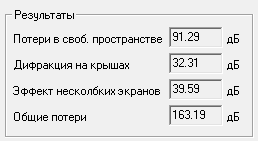 Результаты
Потери в своб. пространстве 91.29 дБ
Дифракция на крышах 32.31 дБ
Эффект несколбких экранов 39.59 дБ
Общие потери 163.19 дБ